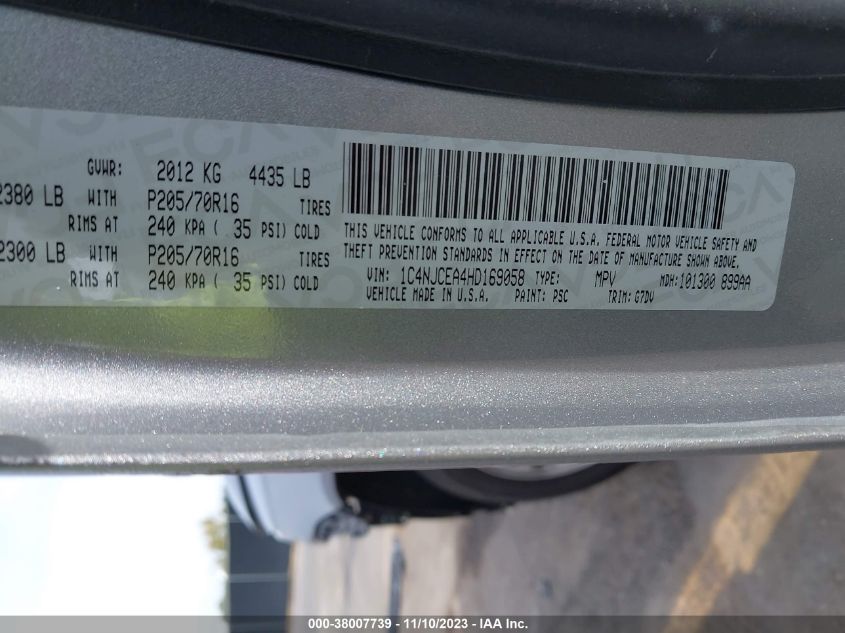 GVWR: 2012 KG 4435 LB
2380 LB WITH P205/70R16 TIRES
RIMS AT 240 KPA ( 35 PSI) COLD
2300 LB WITH P205/70R16 TIRES
RIMS AT 240 KPA ( 35 PSI) COLD
THIS VEHICLE CONFORMS TO ALL APPLICABLE U.S.A. FEDERAL MOTOR VEHICLE SAFETY AND
THEFT PREVENTION STANDARDS IN EFFECT ON THE DATE OF MANUFACTURE SHOWN ABOVE.
VIN: 1C4NJCEA4HD169058 TYPE: MPV MDH:101300 899AA
VEHICLE MADE IN U.S.A. PAINT: PSC TRIM: G7DV
000-38007739 - 11/10/2023 - IAA Inc.